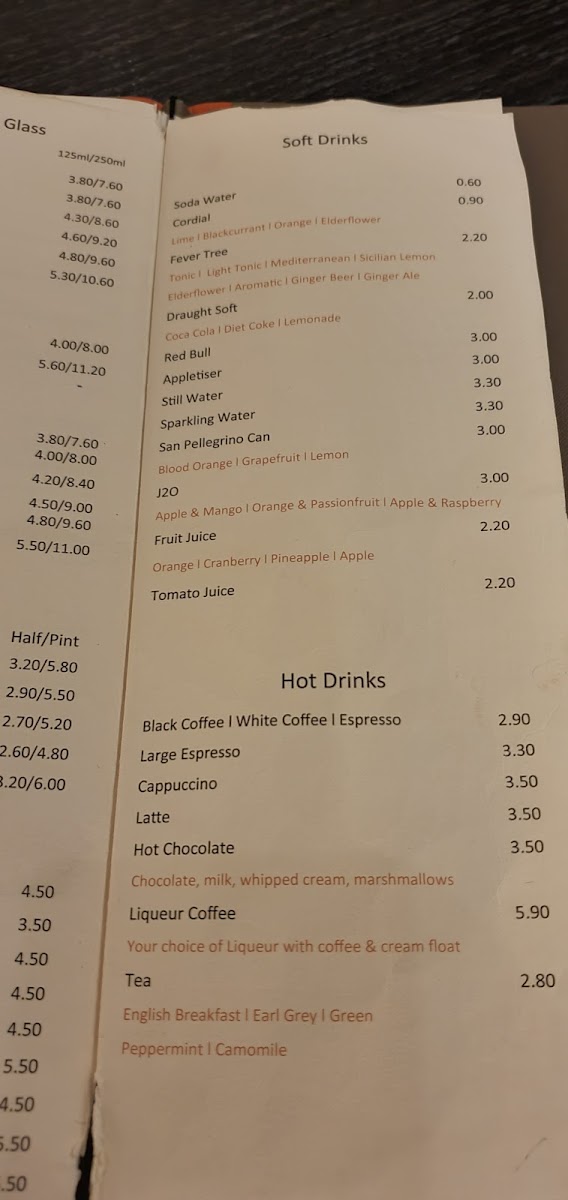 Glass
125ml/250ml
3.80/7.60
3.80/7.60
4.30/8.60
4.60/9.20
4.80/9.60
5.30/10.60
4.00/8.00
5.60/11.20
-
3.80/7.60
4.00/8.00
4.20/8.40
4.50/9.00
4.80/9.60
5.50/11.00
Half/Pint
3.20/5.80
2.90/5.50
2.70/5.20
2.60/4.80
3.20/6.00
4.50
3.50
4.50
4.50
4.50
5.50
4.50
5.50
.50
Soft Drinks
Soda Water 0.60
Cordial 0.90
Lime | Blackcurrant | Orange | Elderflower
Fever Tree 2.20
Tonic | Light Tonic | Mediterranean | Sicilian Lemon
Elderflower | Aromatic | Ginger Beer | Ginger Ale
Draught Soft 2.00
Coca Cola | Diet Coke | Lemonade
Red Bull 3.00
Appletiser 3.00
Still Water 3.30
Sparkling Water 3.30
San Pellegrino Can 3.00
Blood Orange | Grapefruit | Lemon
J2O 3.00
Apple & Mango | Orange & Passionfruit | Apple & Raspberry
Fruit Juice 2.20
Orange | Cranberry | Pineapple | Apple
Tomato Juice 2.20
Hot Drinks
Black Coffee | White Coffee | Espresso 2.90
Large Espresso 3.30
Cappuccino 3.50
Latte 3.50
Hot Chocolate 3.50
Chocolate, milk, whipped cream, marshmallows
Liqueur Coffee 5.90
Your choice of Liqueur with coffee & cream float
Tea 2.80
English Breakfast | Earl Grey | Green
Peppermint | Camomile